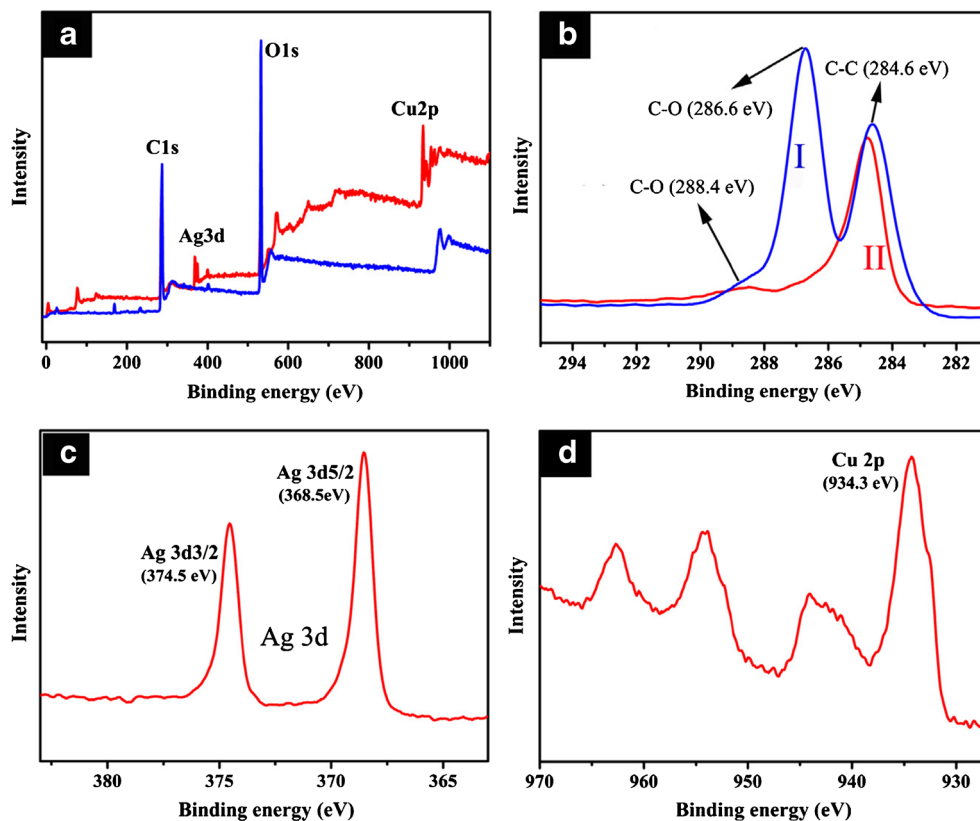 a
O1s
C1s
Cu2p
Ag3d
Intensity
0 200 400 600 800 1000
Binding energy (eV)
b
C-C (284.6 eV)
C-O (286.6 eV)
I
C-O (288.4 eV)
II
Intensity
294 292 290 288 286 284 282
Binding energy (eV)
c
Ag 3d5/2
(368.5eV)
Ag 3d3/2
(374.5 eV)
Ag 3d
Intensity
380 375 370 365
Binding energy (eV)
d
Cu 2p
(934.3 eV)
Intensity
970 960 950 940 930
Binding energy (eV)